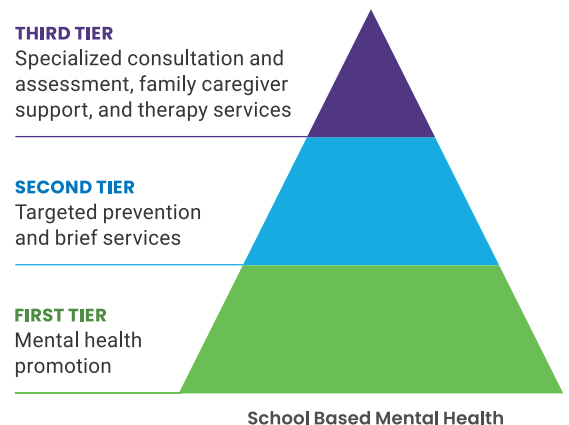 THIRD TIER
Specialized consultation and
assessment, family caregiver
support, and therapy services
SECOND TIER
Targeted prevention
and brief services
FIRST TIER
Mental health
promotion
School Based Mental Health